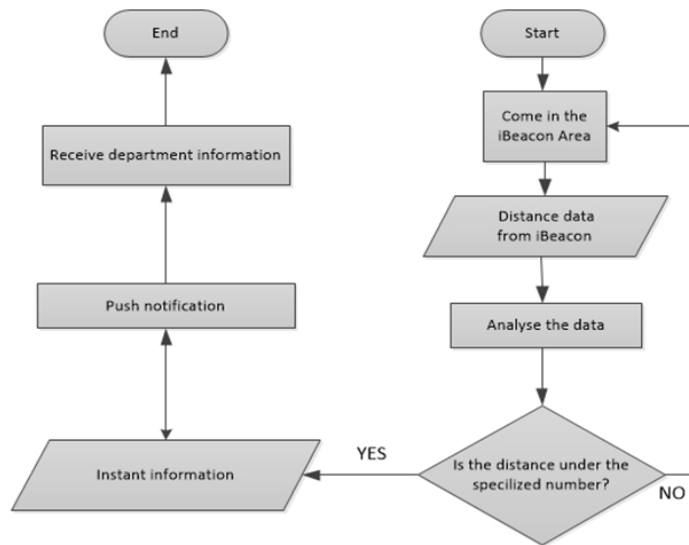 End
Start
Come in the
iBeacon Area
Receive department information
Distance data
from iBeacon
Push notification
Analyse the data
YES
Is the distance under the
specilized number?
Instant information
NO